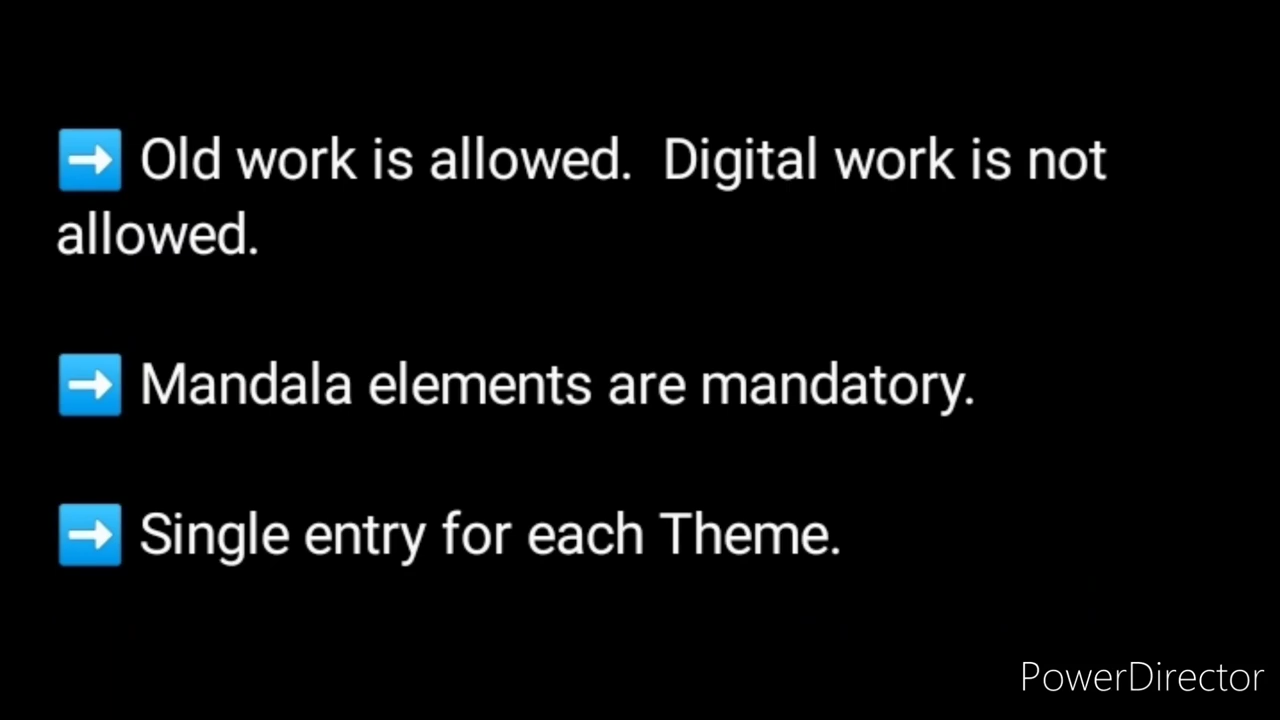 ➡️ Old work is allowed.  Digital work is not
allowed.
➡️ Mandala elements are mandatory.
➡️ Single entry for each Theme.
PowerDirector